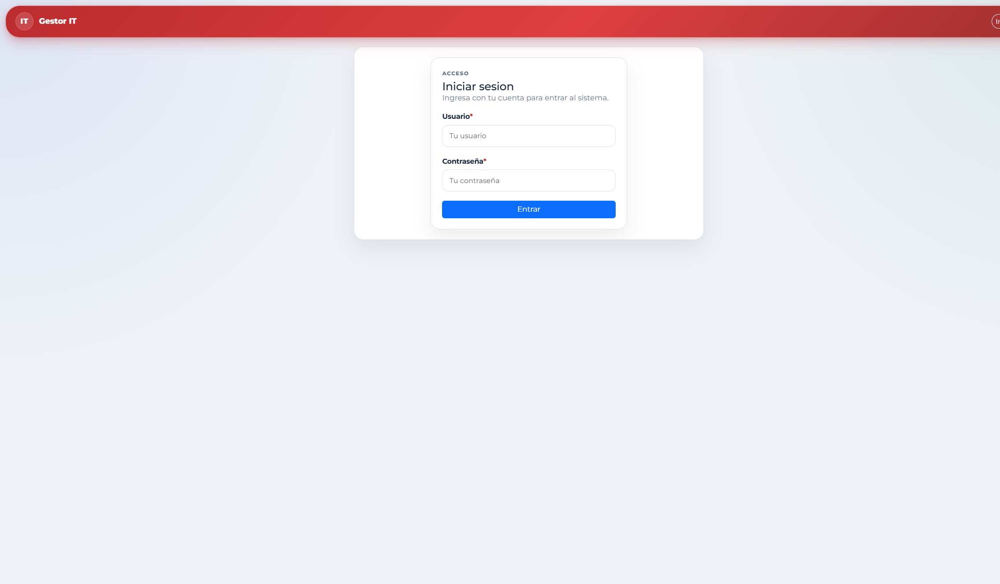 IT Gestor IT
ACCESO
Iniciar sesion
Ingresa con tu cuenta para entrar al sistema.
Usuario*
Tu usuario
Contraseña*
Tu contraseña
Entrar